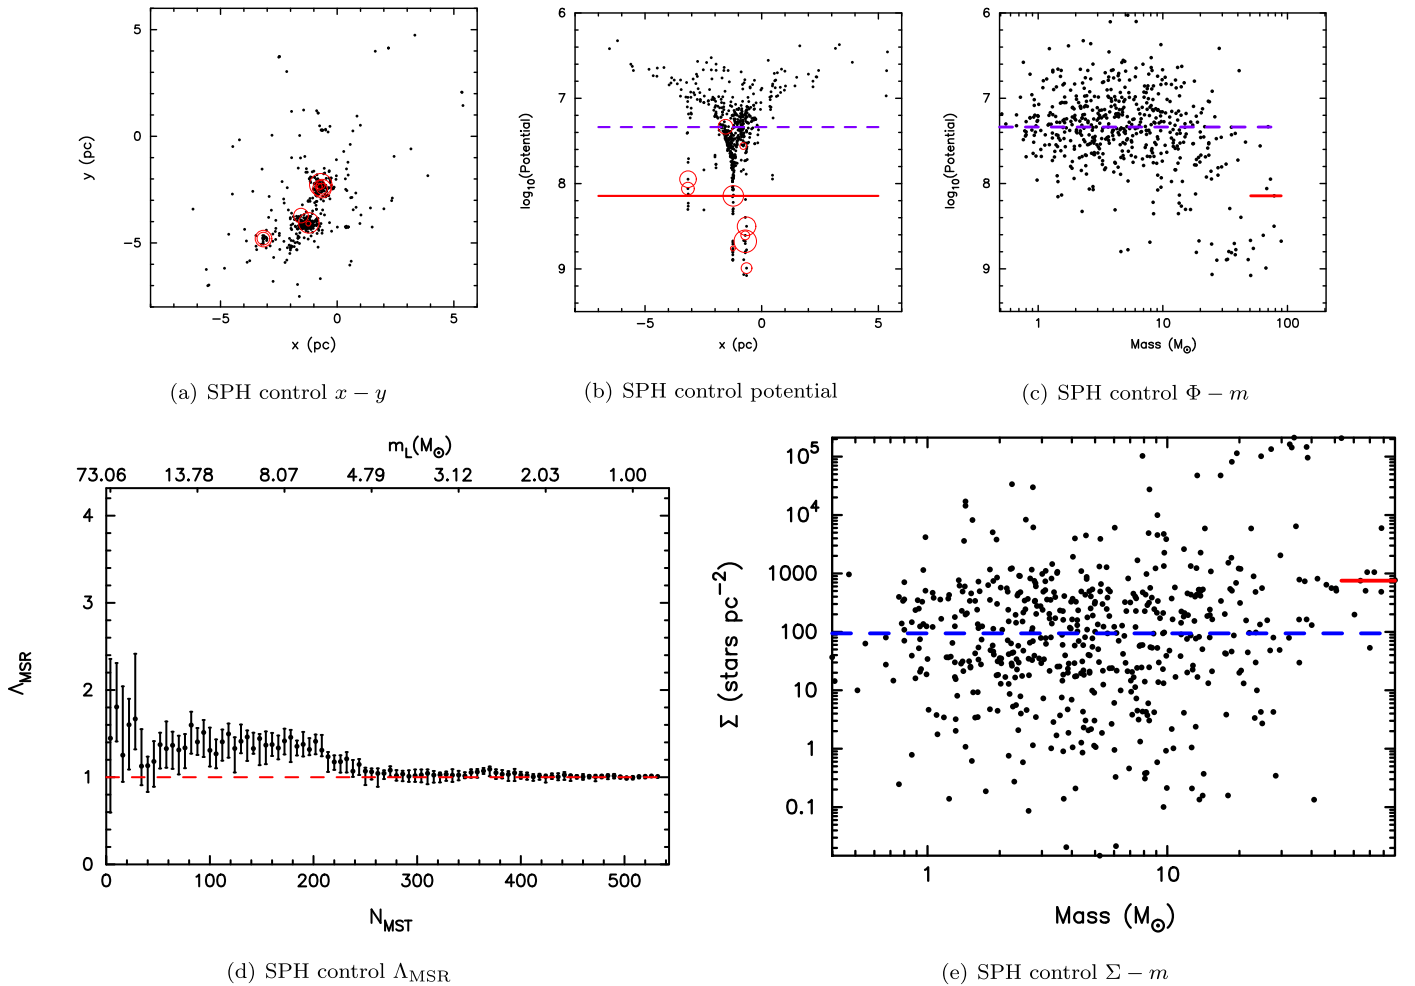 5
0
−5
y (pc)
−5
0
5
x (pc)
(a) SPH control x − y
6
7
8
9
log10(Potential)
−5
0
5
x (pc)
(b) SPH control potential
6
7
8
9
log10(Potential)
1
10
100
Mass (M⊙)
(c) SPH control Φ − m
mL(M⊙)
73.06 13.78 8.07 4.79 3.12 2.03 1.00
4
3
2
1
0
ΛMSR
0 100 200 300 400 500
NMST
(d) SPH control ΛMSR
10⁵
10⁴
1000
100
10
1
0.1
Σ (stars pc⁻²)
1 10
Mass (M⊙)
(e) SPH control Σ − m